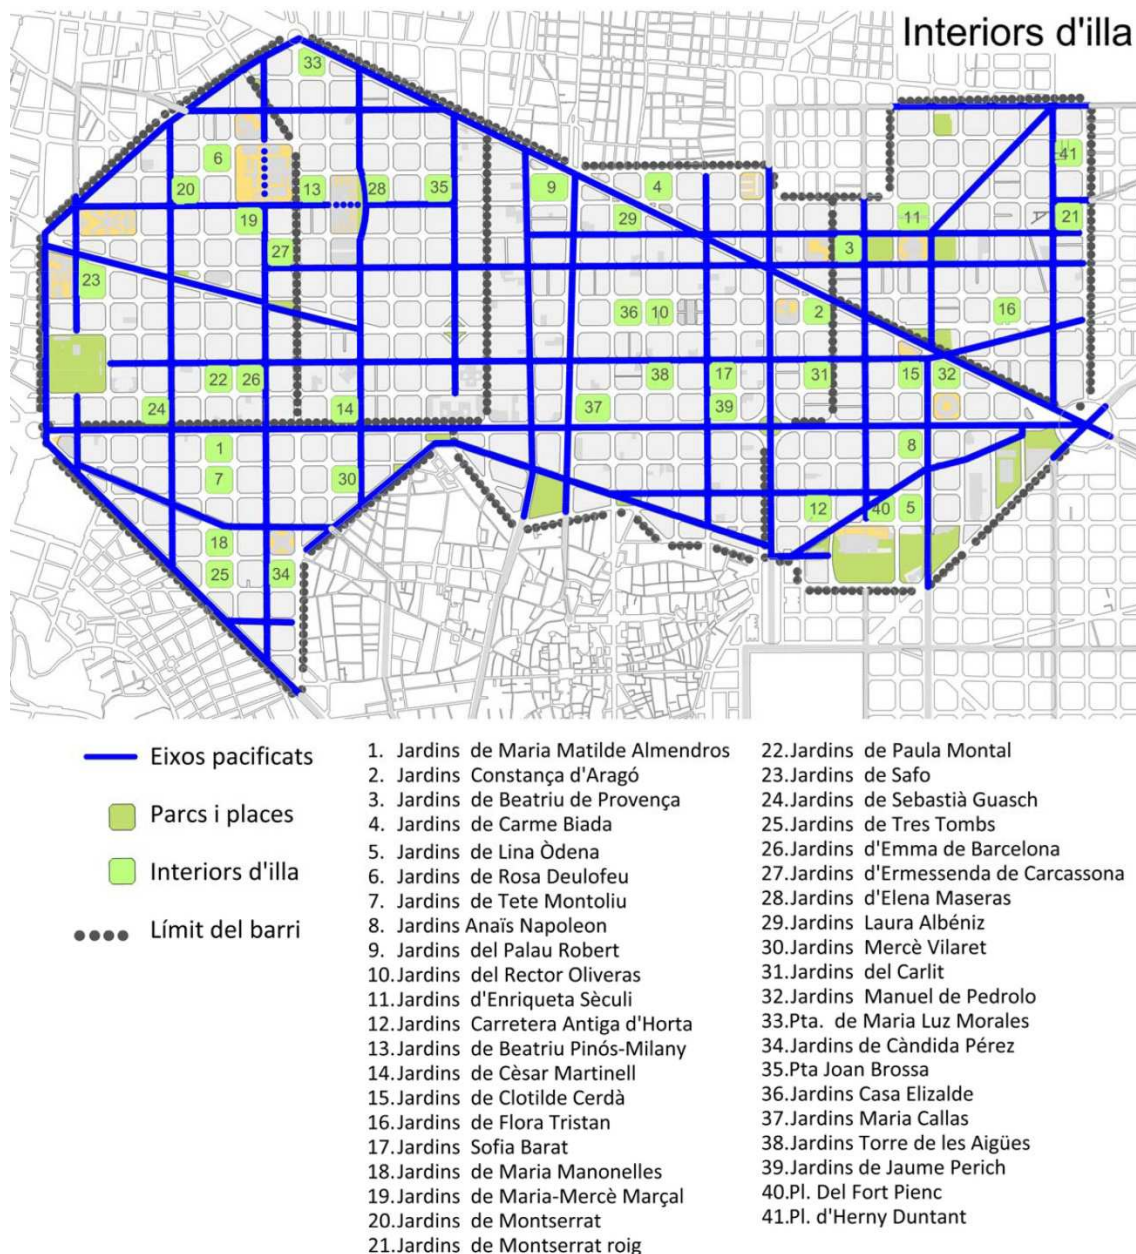 Interiors d'illa
33
6
41
20
13
28
35
9
4
19
29
11
21
27
3
23
36
10
2
16
22
26
38
17
31
15
32
24
14
37
39
1
8
7
30
12
40
5
18
25
34
Eixos pacificats
Parcs i places
Interiors d'illa
Límit del barri
1. Jardins de Maria Matilde Almendros
2. Jardins Constança d'Aragó
3. Jardins de Beatriu de Provença
4. Jardins de Carme Biada
5. Jardins de Lina Òdena
6. Jardins de Rosa Deulofeu
7. Jardins de Tete Montoliu
8. Jardins Anaïs Napoleon
9. Jardins del Palau Robert
10.Jardins del Rector Oliveras
11.Jardins d'Enriqueta Sèculi
12.Jardins Carretera Antiga d'Horta
13.Jardins de Beatriu Pinós-Milany
14.Jardins de Cèsar Martinell
15.Jardins de Clotilde Cerdà
16.Jardins de Flora Tristan
17.Jardins Sofia Barat
18.Jardins de Maria Manonelles
19.Jardins de Maria-Mercè Marçal
20.Jardins de Montserrat
21.Jardins de Montserrat roig
22.Jardins de Paula Montal
23.Jardins de Safo
24.Jardins de Sebastià Guasch
25.Jardins de Tres Tombs
26.Jardins d'Emma de Barcelona
27.Jardins d'Ermessenda de Carcassona
28.Jardins d'Elena Maseras
29.Jardins Laura Albéniz
30.Jardins Mercè Vilaret
31.Jardins del Carlit
32.Jardins Manuel de Pedrolo
33.Pta. de Maria Luz Morales
34.Jardins de Càndida Pérez
35.Pta Joan Brossa
36.Jardins Casa Elizalde
37.Jardins Maria Callas
38.Jardins Torre de les Aigües
39.Jardins de Jaume Perich
40.Pl. Del Fort Pienc
41.Pl. d'Herny Duntant